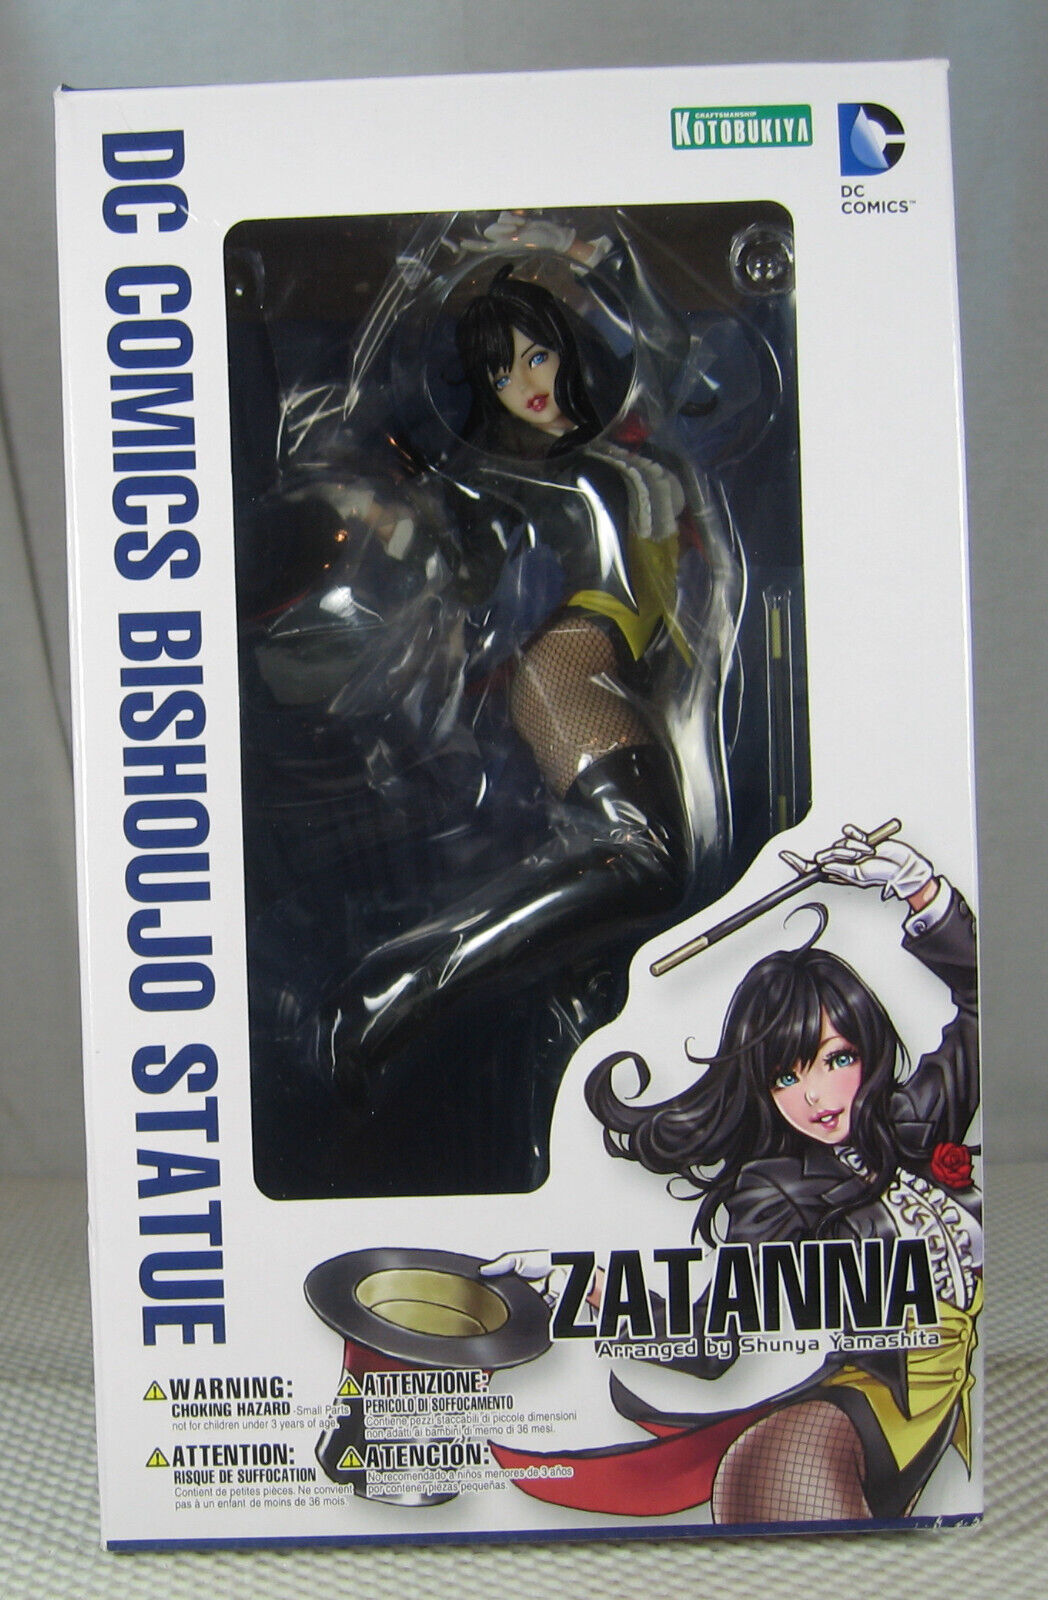 CRAFTSMANSHIP
KOTOBUKIYA
DC
COMICS™
DC COMICS BISHOUJO STATUE
ZATANNA
Arranged by Shunya Yamashita
WARNING:
CHOKING HAZARD -Small Parts
not for children under 3 years of age.
ATTENZIONE:
PERICOLO DI SOFFOCAMENTO
Contiene pezzi staccabili di piccole dimensioni
non adatti ai bambini di memo di 36 mesi.
ATTENTION:
RISQUE DE SUFFOCATION
Contient de petites pièces. Ne convient
pas à un enfant de moins de 36 mois.
ATENCIÓN:
No recomendado a niños menores de 3 años
por contener piezas pequeñas.